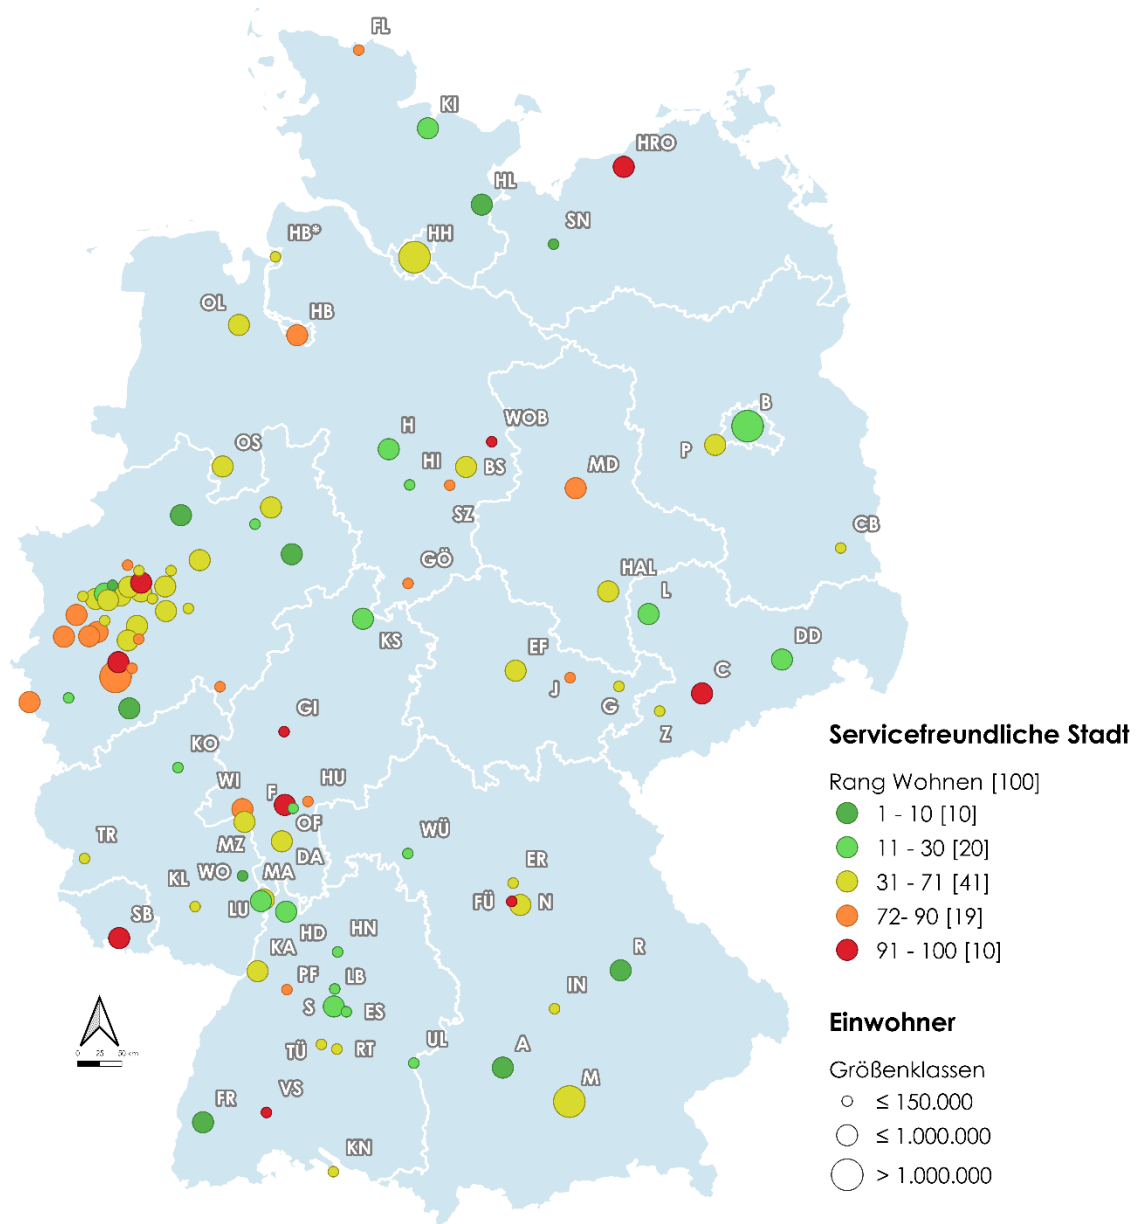 FL
KI
HRO
HL
SN
HB*
HH
OL
HB
B
WOB
H
OS
P
HI
BS
MD
SZ
CB
GÖ
HAL
L
KS
EF
DD
C
J
G
Z
GI
KO
WI
F
HU
OF
MZ
DA
WÜ
TR
ER
KL
WO
MA
FÜ
N
SB
LU
HD
HN
KA
R
PF
LB
IN
S
ES
UL
A
TÜ
RT
M
VS
FR
KN
0 25 50 km
Servicefreundliche Stadt
Rang Wohnen [100]
1 - 10 [10]
11 - 30 [20]
31 - 71 [41]
72- 90 [19]
91 - 100 [10]
Einwohner
Größenklassen
≤ 150.000
≤ 1.000.000
> 1.000.000